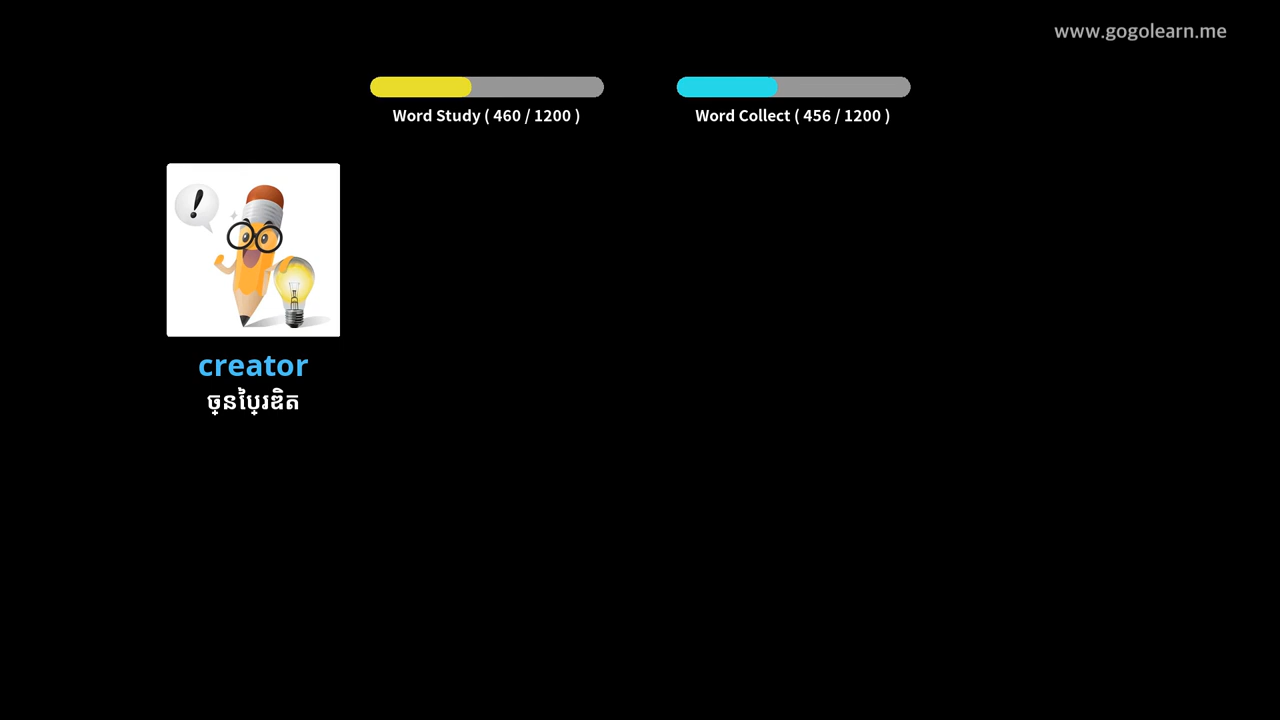 www.gogolearn.me
Word Study ( 460 / 1200 )
Word Collect ( 456 / 1200 )
!
creator
ច្នៃប្រឌិត